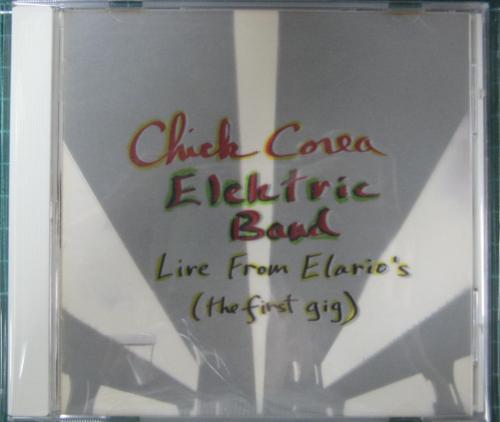 Chick Corea
Elektric
Band
Live From Elario's
(the first gig)